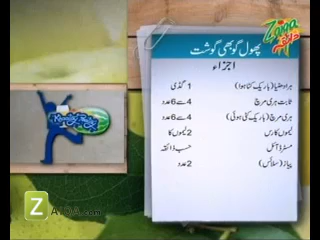 Zaiqa
پھول گوبھی گوشت
اجزاء
ہرا دھنیا (باریک کٹا ہوا) 1 گڈی
ثابت ہری مرچ 4 سے 6 عدد
ہری مرچ (باریک کٹی ہوئی) 4 سے 6 عدد
لیموں کا رس 2 لیموں کا
مسٹرڈ آئل حسب ذائقہ
پیاز (سلائس) 2 عدد
Z
.com